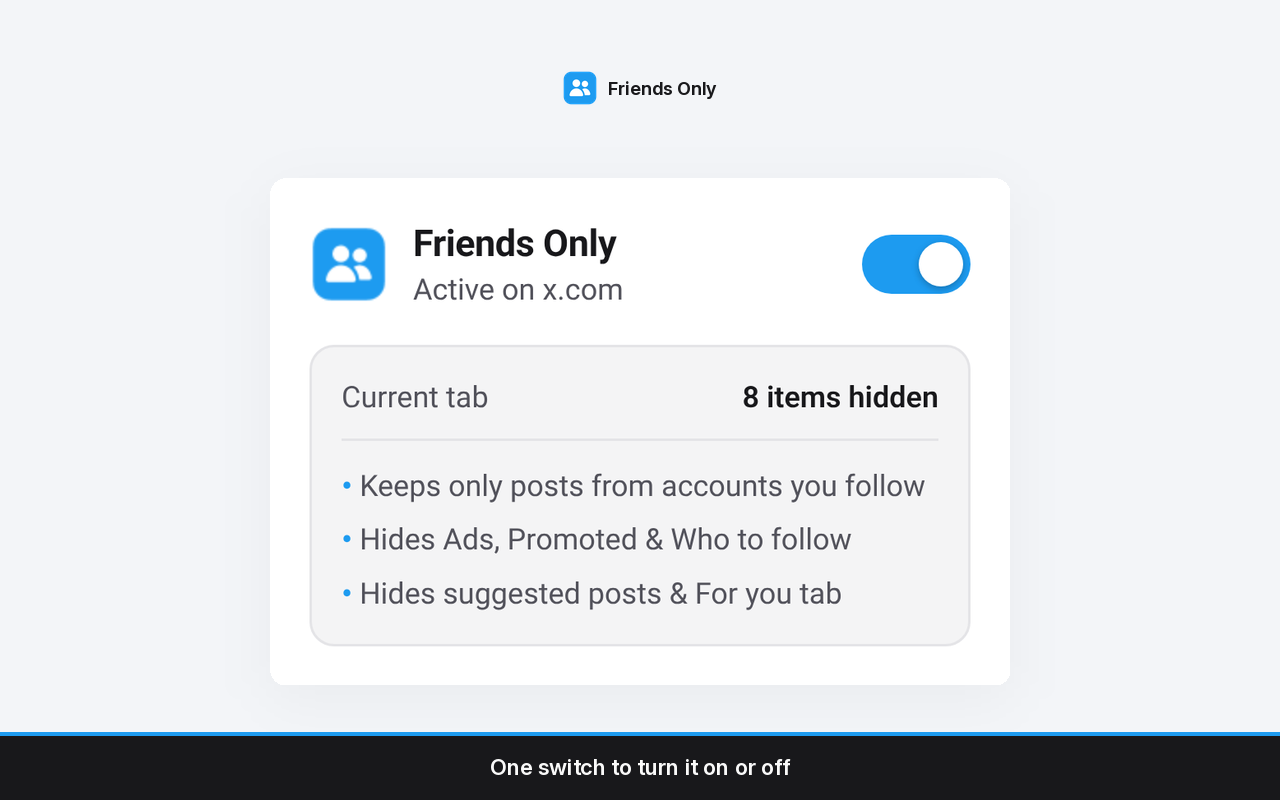 Friends Only
Friends Only
Active on x.com
Current tab
8 items hidden
• Keeps only posts from accounts you follow
• Hides Ads, Promoted & Who to follow
• Hides suggested posts & For you tab
One switch to turn it on or off